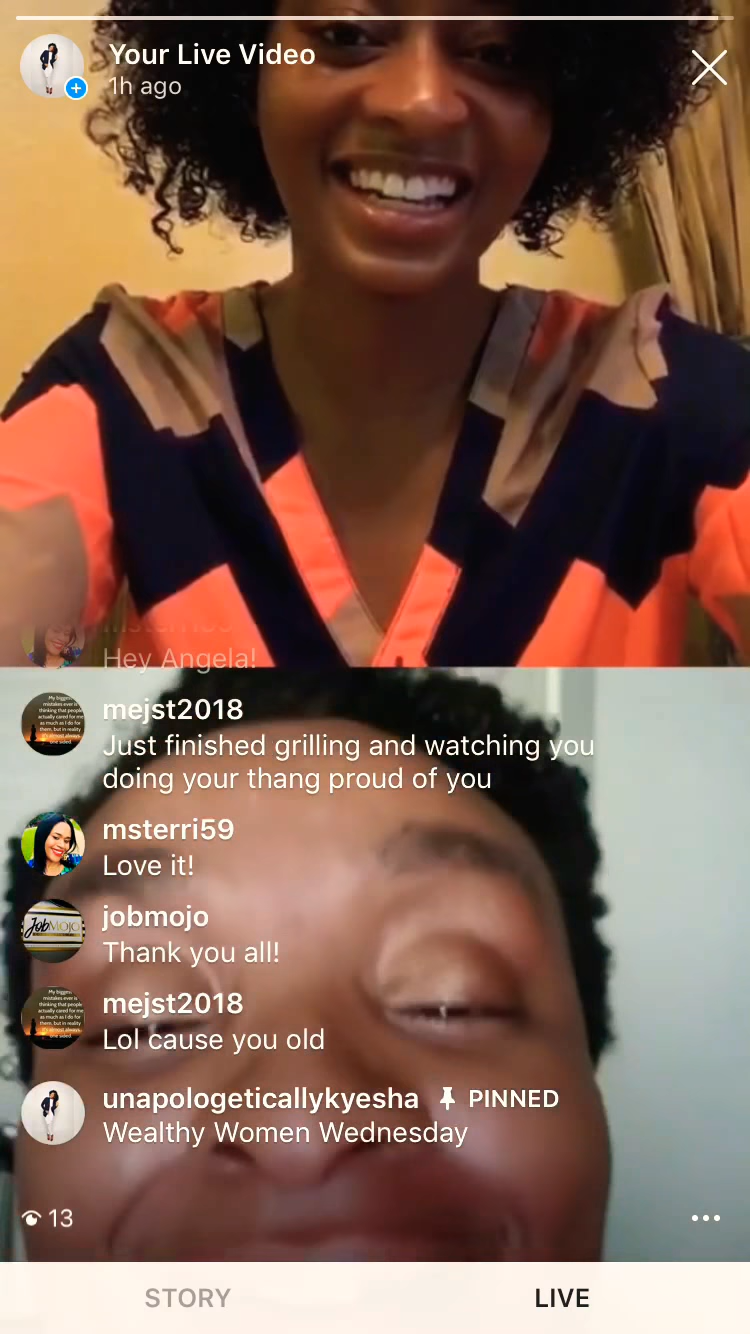 Your Live Video
1h ago
Hey Angela!
mejst2018
Just finished grilling and watching you
doing your thang proud of you
msterri59
Love it!
jobmojo
Thank you all!
mejst2018
Lol cause you old
unapologeticallykyesha PINNED
Wealthy Women Wednesday
13
STORY LIVE